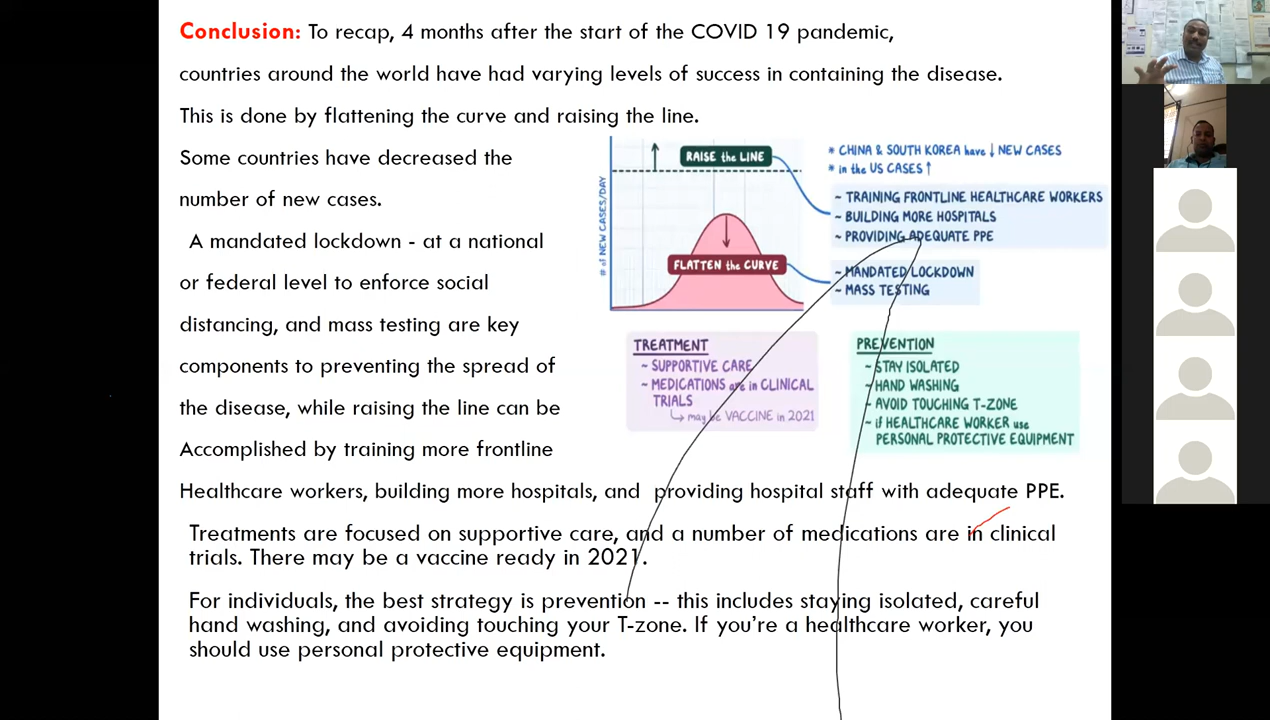 Conclusion: To recap, 4 months after the start of the COVID 19 pandemic,
countries around the world have had varying levels of success in containing the disease.
This is done by flattening the curve and raising the line.
Some countries have decreased the
number of new cases.
A mandated lockdown - at a national
or federal level to enforce social
distancing, and mass testing are key
components to preventing the spread of
the disease, while raising the line can be
Accomplished by training more frontline
Healthcare workers, building more hospitals, and providing hospital staff with adequate PPE.
Treatments are focused on supportive care, and a number of medications are in clinical
trials. There may be a vaccine ready in 2021.
For individuals, the best strategy is prevention -- this includes staying isolated, careful
hand washing, and avoiding touching your T-zone. If you're a healthcare worker, you
should use personal protective equipment.
# of NEW CASES/DAY
RAISE the LINE
FLATTEN the CURVE
* CHINA & SOUTH KOREA have ↓ NEW CASES
* in the US CASES ↑
~ TRAINING FRONTLINE HEALTHCARE WORKERS
~ BUILDING MORE HOSPITALS
~ PROVIDING ADEQUATE PPE
~ MANDATED LOCKDOWN
~ MASS TESTING
TREATMENT
~ SUPPORTIVE CARE
~ MEDICATIONS are in CLINICAL
TRIALS
↳ may be VACCINE in 2021
PREVENTION
~ STAY ISOLATED
~ HAND WASHING
~ AVOID TOUCHING T-ZONE
~ if HEALTHCARE WORKER use
PERSONAL PROTECTIVE EQUIPMENT